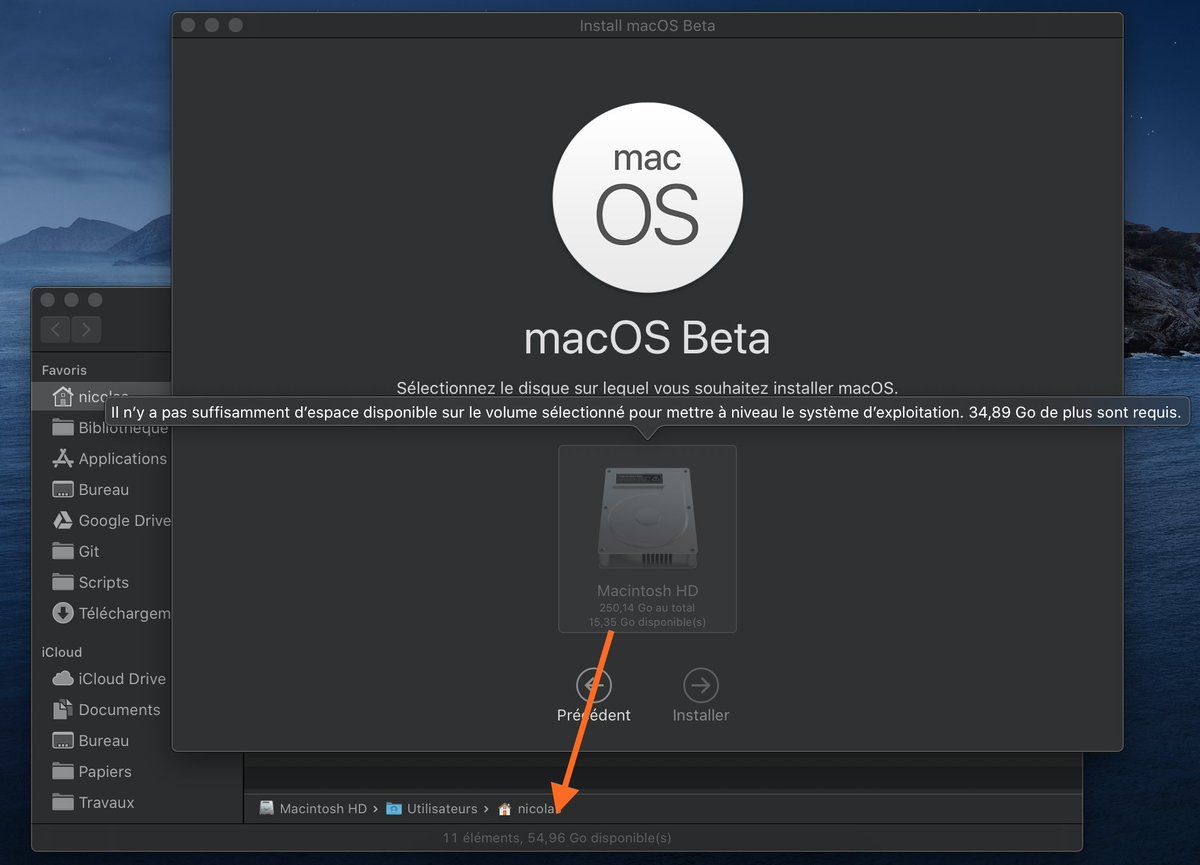 Install macOS Beta
mac
OS
macOS Beta
Sélectionnez le disque sur lequel vous souhaitez installer macOS.
Il n’y a pas suffisamment d’espace disponible sur le volume sélectionné pour mettre à niveau le système d’exploitation. 34,89 Go de plus sont requis.
Macintosh HD
250,14 Go au total
15,35 Go disponible(s)
Précédent
Installer
Favoris
nicolas
Bibliothèque
Applications
Bureau
Google Drive
Git
Scripts
Téléchargem
iCloud
iCloud Drive
Documents
Bureau
Papiers
Travaux
Macintosh HD › Utilisateurs › nicolas
11 éléments, 54,96 Go disponible(s)